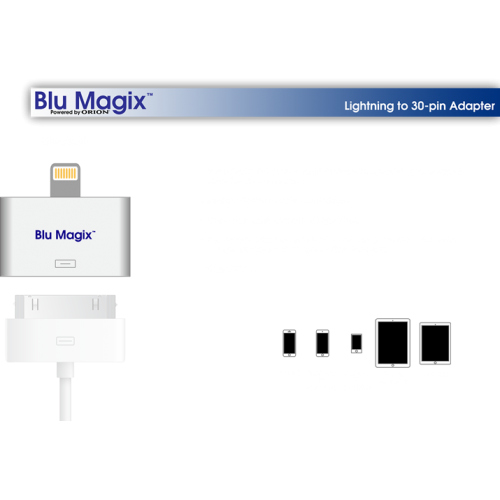 Blu Magix™
Powered by ORION
Lightning to 30-pin Adapter
Blu Magix™